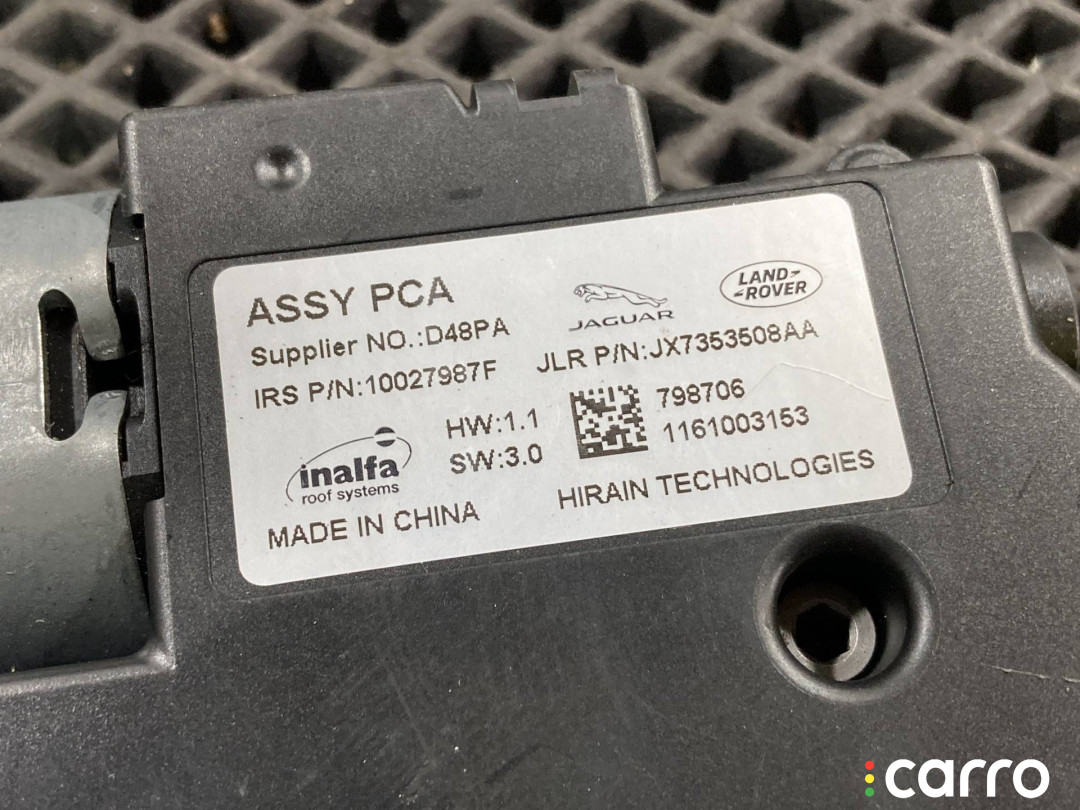 ASSY PCA
Supplier NO.:D48PA
IRS P/N:10027987F
JAGUAR
LAND-
-ROVER
JLR P/N:JX7353508AA
798706
1161003153
HW:1.1
SW:3.0
inalfa
roof systems
MADE IN CHINA
HIRAIN TECHNOLOGIES
carro